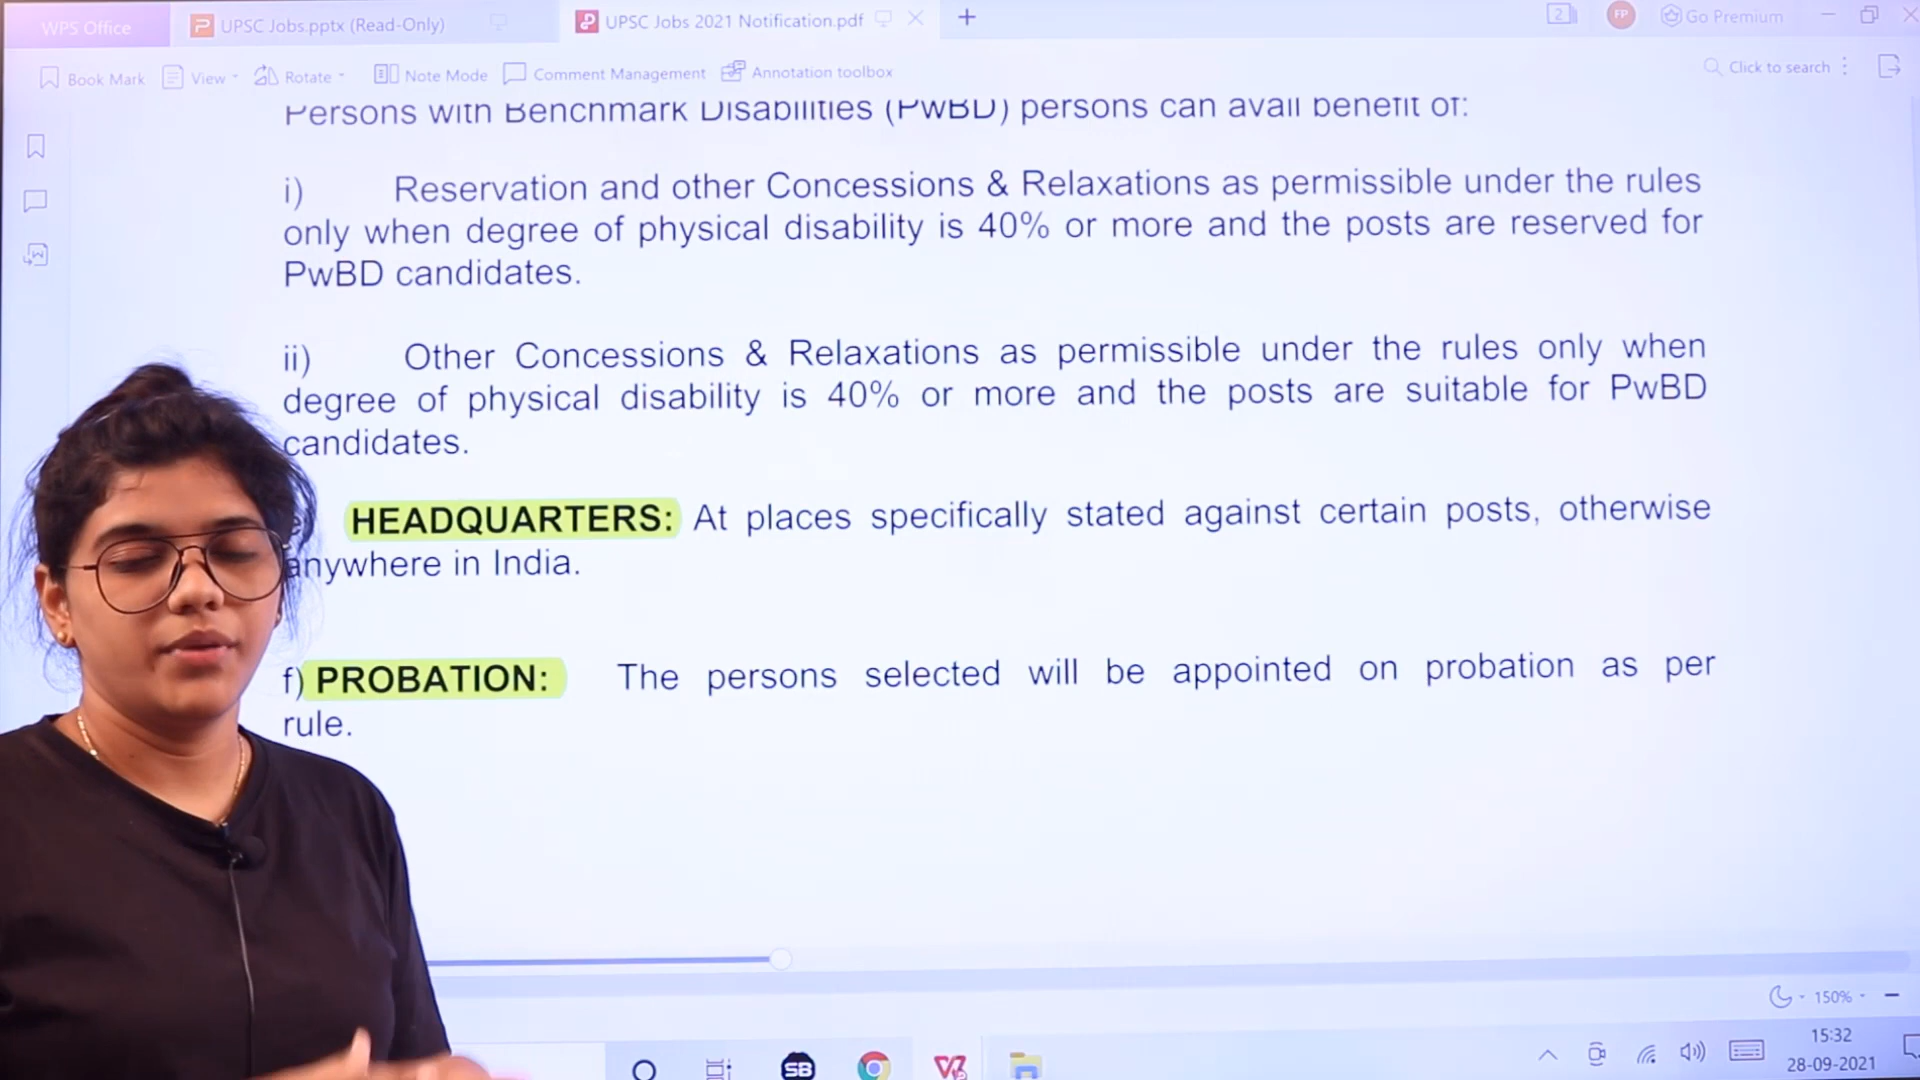 WPS Office
UPSC Jobs.pptx (Read-Only)
UPSC Jobs 2021 Notification.pdf
2
FP
Go Premium
Book Mark
View
Rotate
Note Mode
Comment Management
Annotation toolbox
Click to search
Persons with Benchmark Disabilities (PwBD) persons can avail benefit of:
i) Reservation and other Concessions & Relaxations as permissible under the rules
only when degree of physical disability is 40% or more and the posts are reserved for
PwBD candidates.
ii) Other Concessions & Relaxations as permissible under the rules only when
degree of physical disability is 40% or more and the posts are suitable for PwBD
candidates.
HEADQUARTERS: At places specifically stated against certain posts, otherwise
anywhere in India.
f) PROBATION: The persons selected will be appointed on probation as per
rule.
150%
SB
15:32
28-09-2021